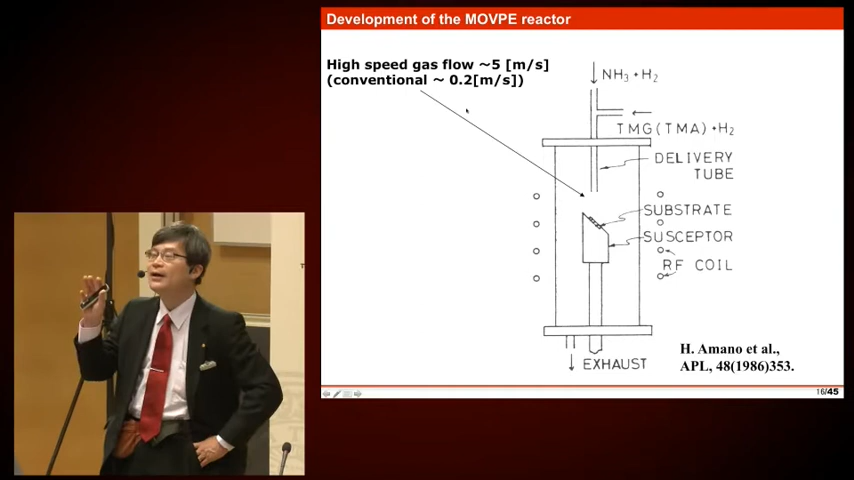 Development of the MOVPE reactor
High speed gas flow ~5 [m/s]
(conventional ~ 0.2[m/s])
NH3+H2
TMG(TMA)+H2
DELIVERY
TUBE
SUBSTRATE
SUSCEPTOR
RF COIL
EXHAUST
H. Amano et al.,
APL, 48(1986)353.
16/45